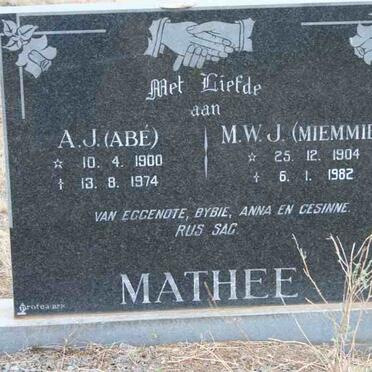 Met Liefde
aan
A.J. (ABÉ) M.W.J. (MIEMMIE
☆ 10. 4. 1900 ☆ 25. 12. 1904
† 13. 8. 1974 † 6. 1. 1982
VAN EGGENOTE, BYBIE, ANNA EN GESINNE.
RUS SAG.
MATHEE